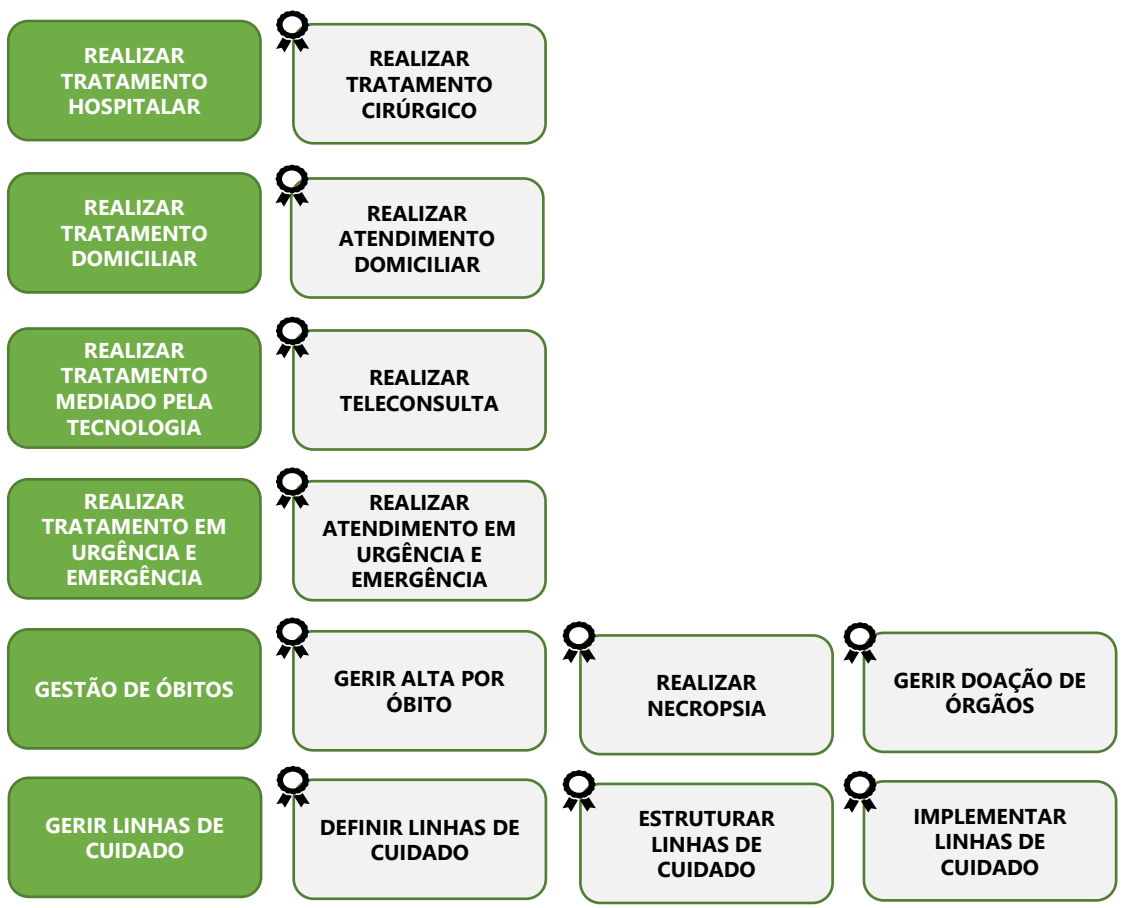 REALIZAR
TRATAMENTO
HOSPITALAR
REALIZAR
TRATAMENTO
CIRÚRGICO
REALIZAR
TRATAMENTO
DOMICILIAR
REALIZAR
ATENDIMENTO
DOMICILIAR
REALIZAR
TRATAMENTO
MEDIADO PELA
TECNOLOGIA
REALIZAR
TELECONSULTA
REALIZAR
TRATAMENTO EM
URGÊNCIA E
EMERGÊNCIA
REALIZAR
ATENDIMENTO EM
URGÊNCIA E
EMERGÊNCIA
GESTÃO DE ÓBITOS
GERIR ALTA POR
ÓBITO
REALIZAR
NECROPSIA
GERIR DOAÇÃO DE
ÓRGÃOS
GERIR LINHAS DE
CUIDADO
DEFINIR LINHAS DE
CUIDADO
ESTRUTURAR
LINHAS DE
CUIDADO
IMPLEMENTAR
LINHAS DE
CUIDADO